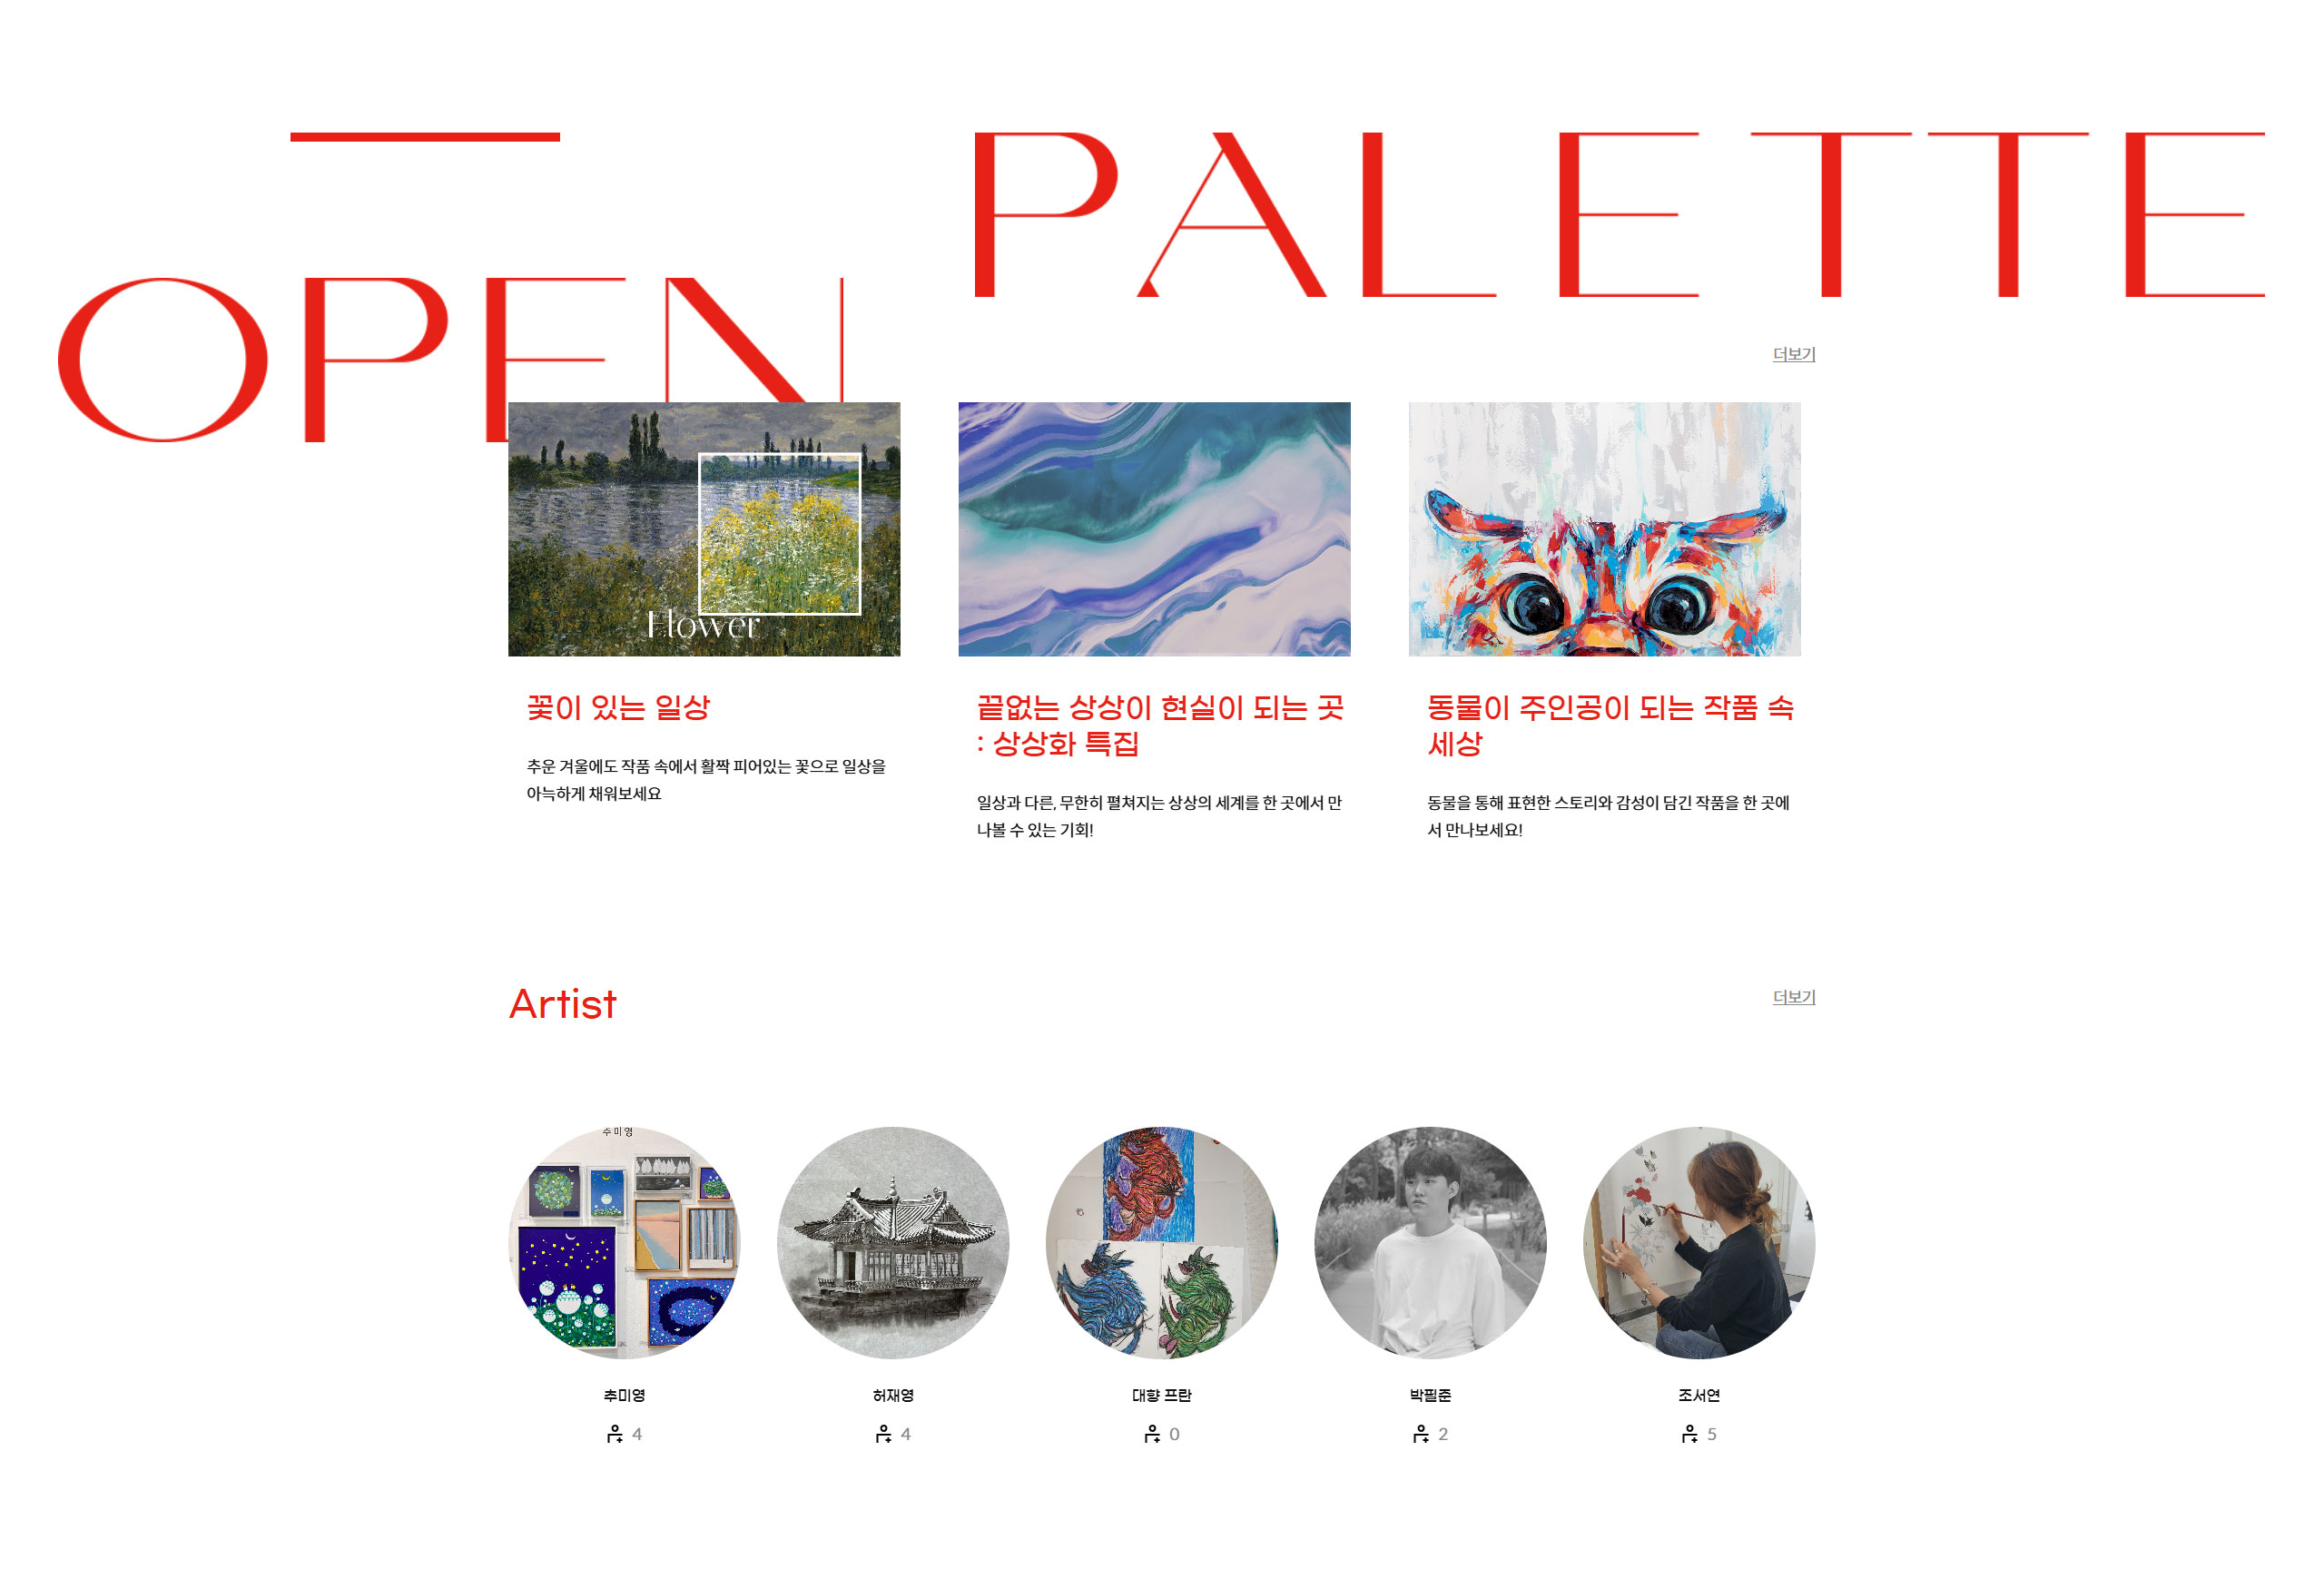 PALETTE
OPEN
더보기
Flower
꽃이 있는 일상
추운 겨울에도 작품 속에서 활짝 피어있는 꽃으로 일상을
아늑하게 채워보세요
끝없는 상상이 현실이 되는 곳
: 상상화 특집
일상과 다른, 무한히 펼쳐지는 상상의 세계를 한 곳에서 만
나볼 수 있는 기회!
동물이 주인공이 되는 작품 속
세상
동물을 통해 표현한 스토리와 감성이 담긴 작품을 한 곳에
서 만나보세요!
Artist
더보기
추미영
추미영
4
허재영
4
대향 프란
0
박필준
2
조서연
5